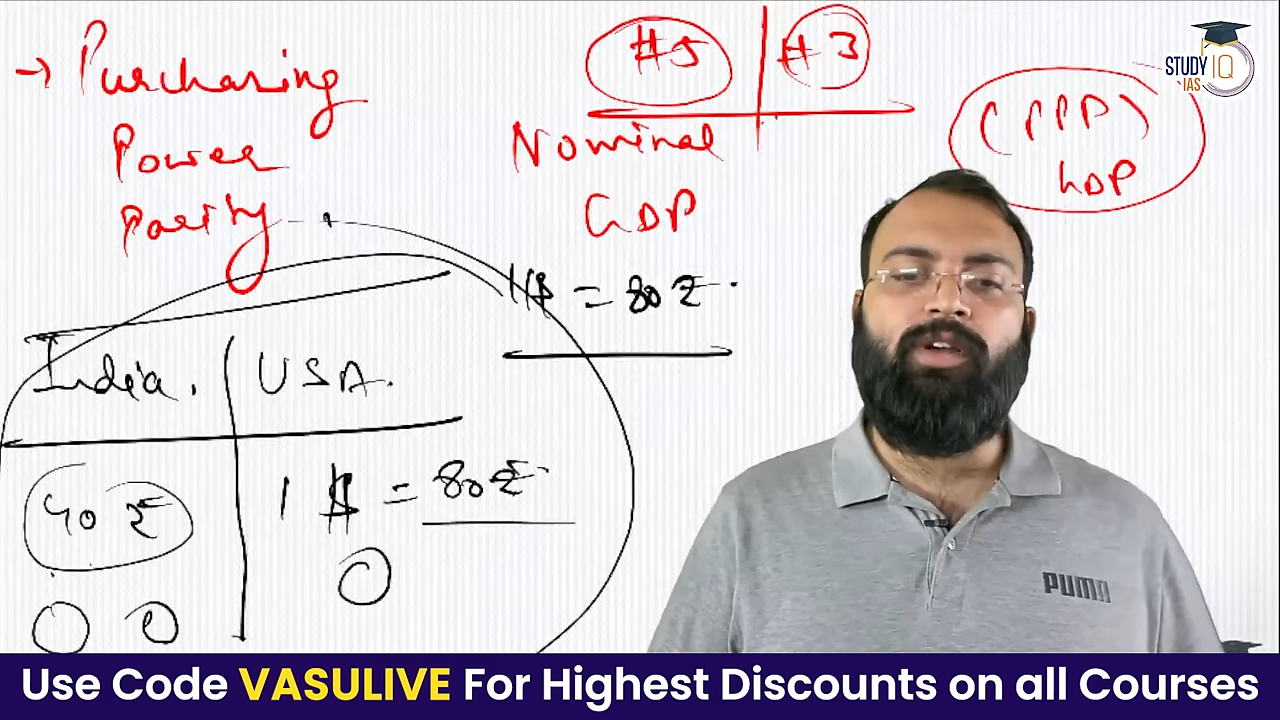 → Purchasing
Power
Parity
#5 | #3
Nominal
GDP
(PPP)
GDP
1$ = 80 ₹.
India. | USA.
40 ₹ | 1 $ = 80 ₹
STUDY IQ
IAS
PUMA
Use Code VASULIVE For Highest Discounts on all Courses